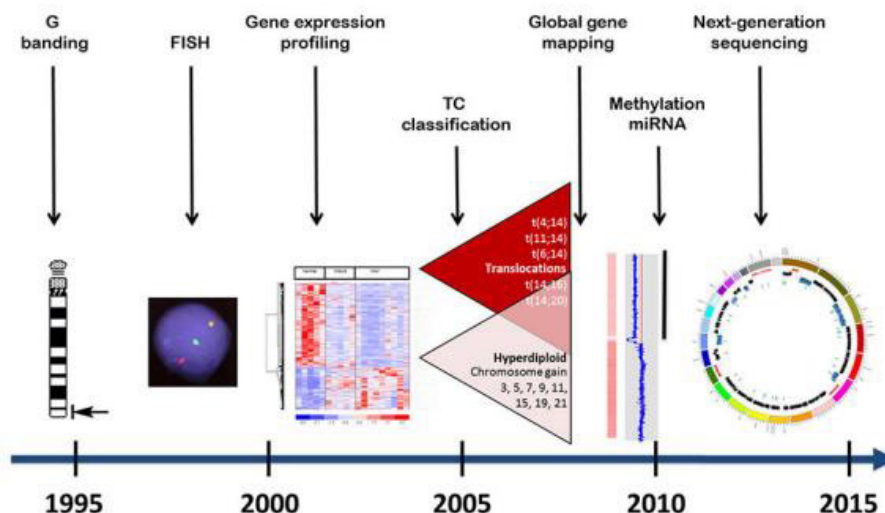 G
banding
FISH
Gene expression
profiling
TC
classification
Global gene
mapping
Methylation
miRNA
Next-generation
sequencing
t(4;14)
t(11;14)
t(6;14)
Translocations
t(14;16)
t(14;20)
Hyperdiploid
Chromosome gain
3, 5, 7, 9, 11,
15, 19, 21
1995
2000
2005
2010
2015